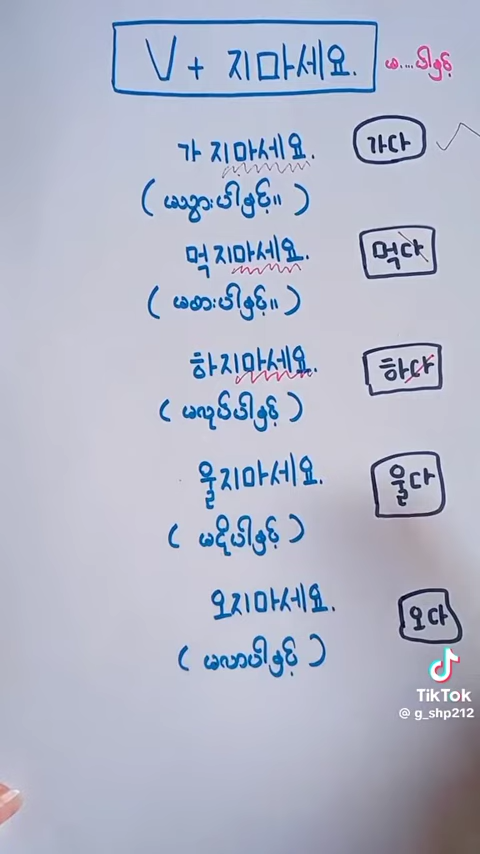 V + 지마세요. မ....ပါနှင့်
가 지마세요. 가다
(မသွားပါနှင့်။)
먹지마세요. 먹다
(မစားပါနှင့်။)
하지마세요. 하다
(မလုပ်ပါနှင့်)
울지마세요. 울다
(မငိုပါနှင့်)
오지마세요. 오다
(မလာပါနှင့်)
TikTok
@ g_shp212